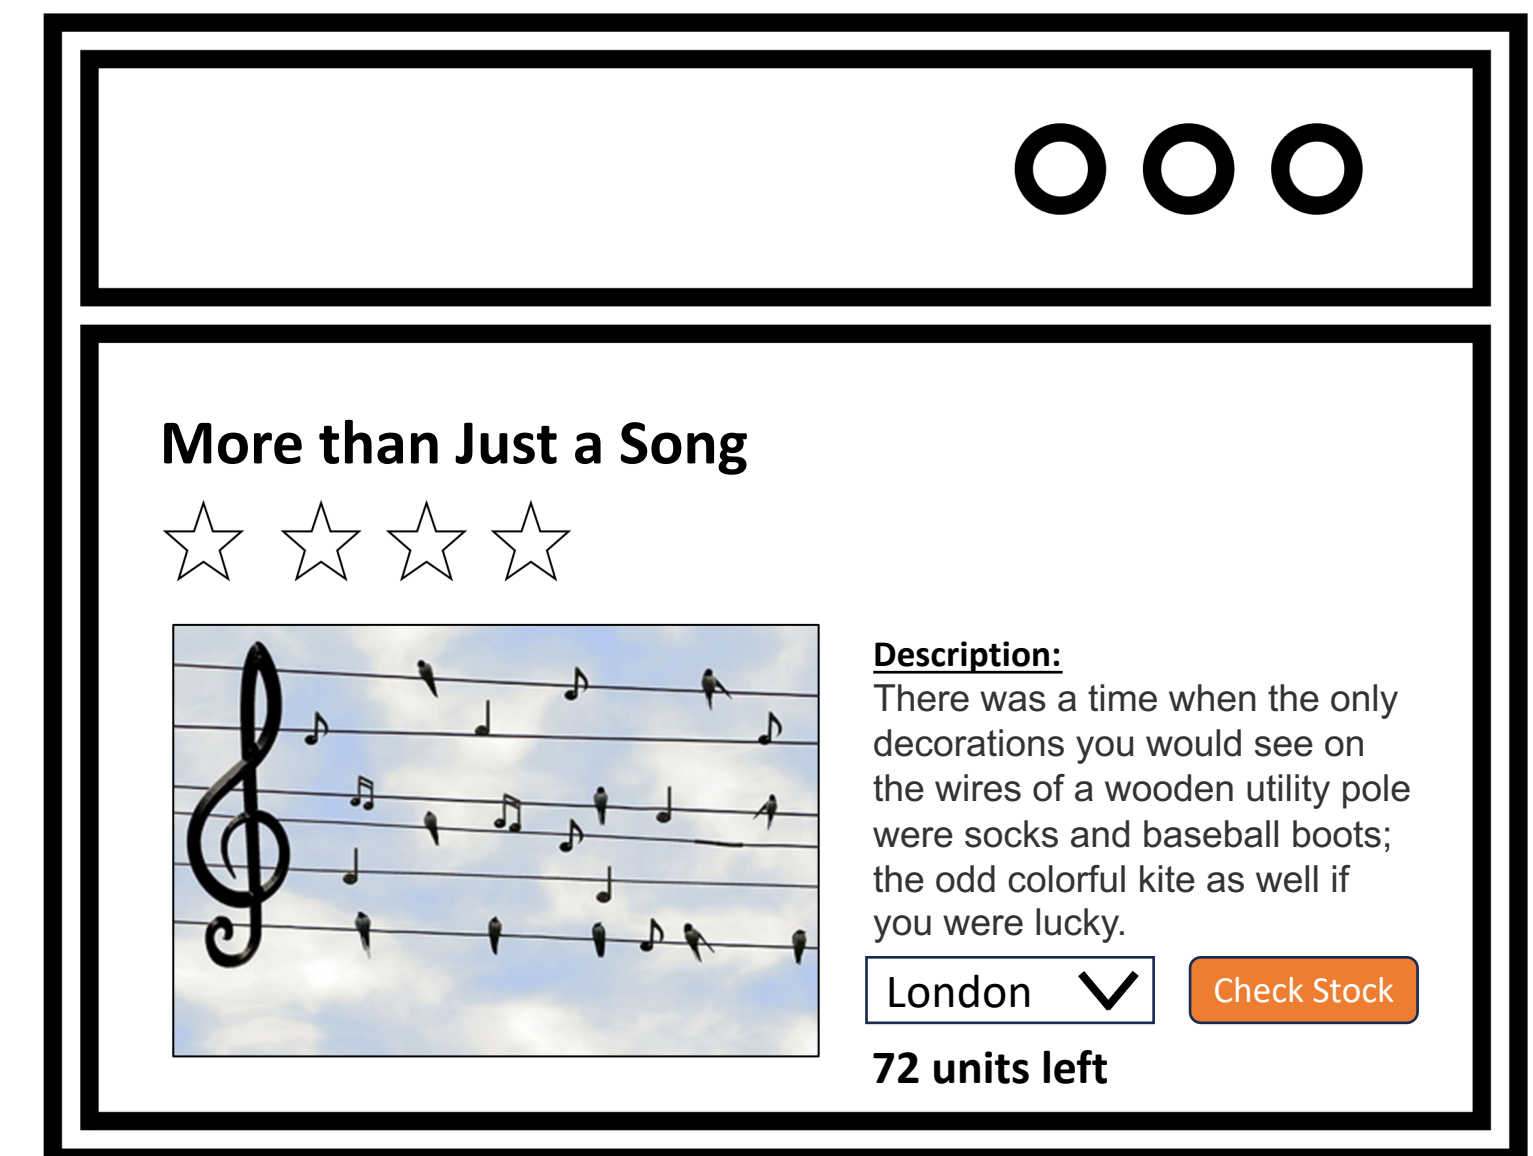 More than Just a Song
Description:
There was a time when the only
decorations you would see on
the wires of a wooden utility pole
were socks and baseball boots;
the odd colorful kite as well if
you were lucky.
London
Check Stock
72 units left